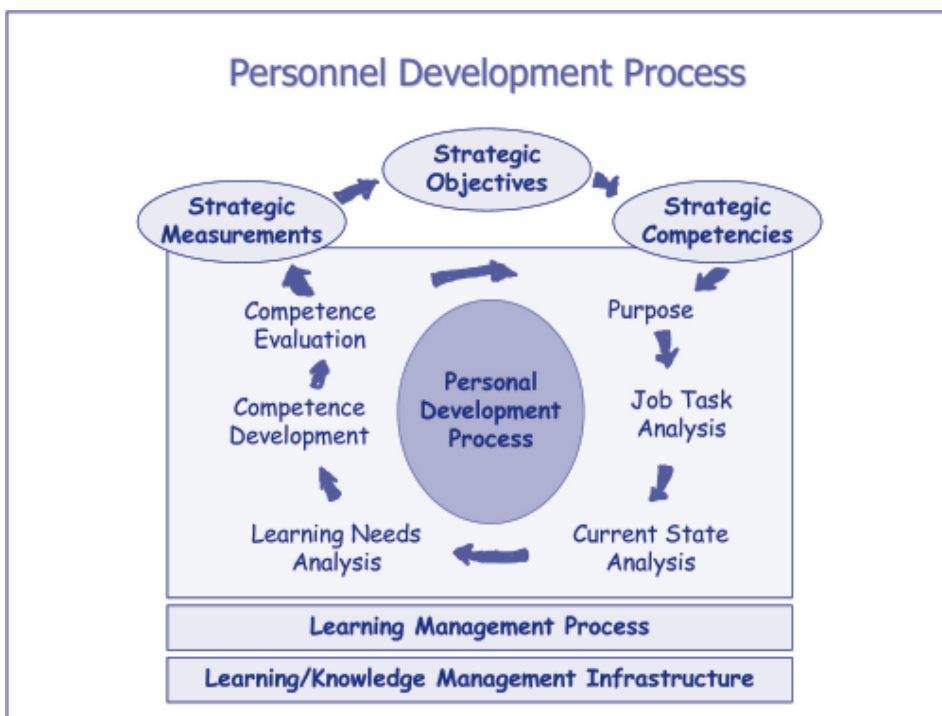 Personnel Development Process
Strategic
Objectives
Strategic
Measurements
Strategic
Competencies
Competence
Evaluation
Purpose
Personal
Development
Process
Competence
Development
Job Task
Analysis
Learning Needs
Analysis
Current State
Analysis
Learning Management Process
Learning/Knowledge Management Infrastructure